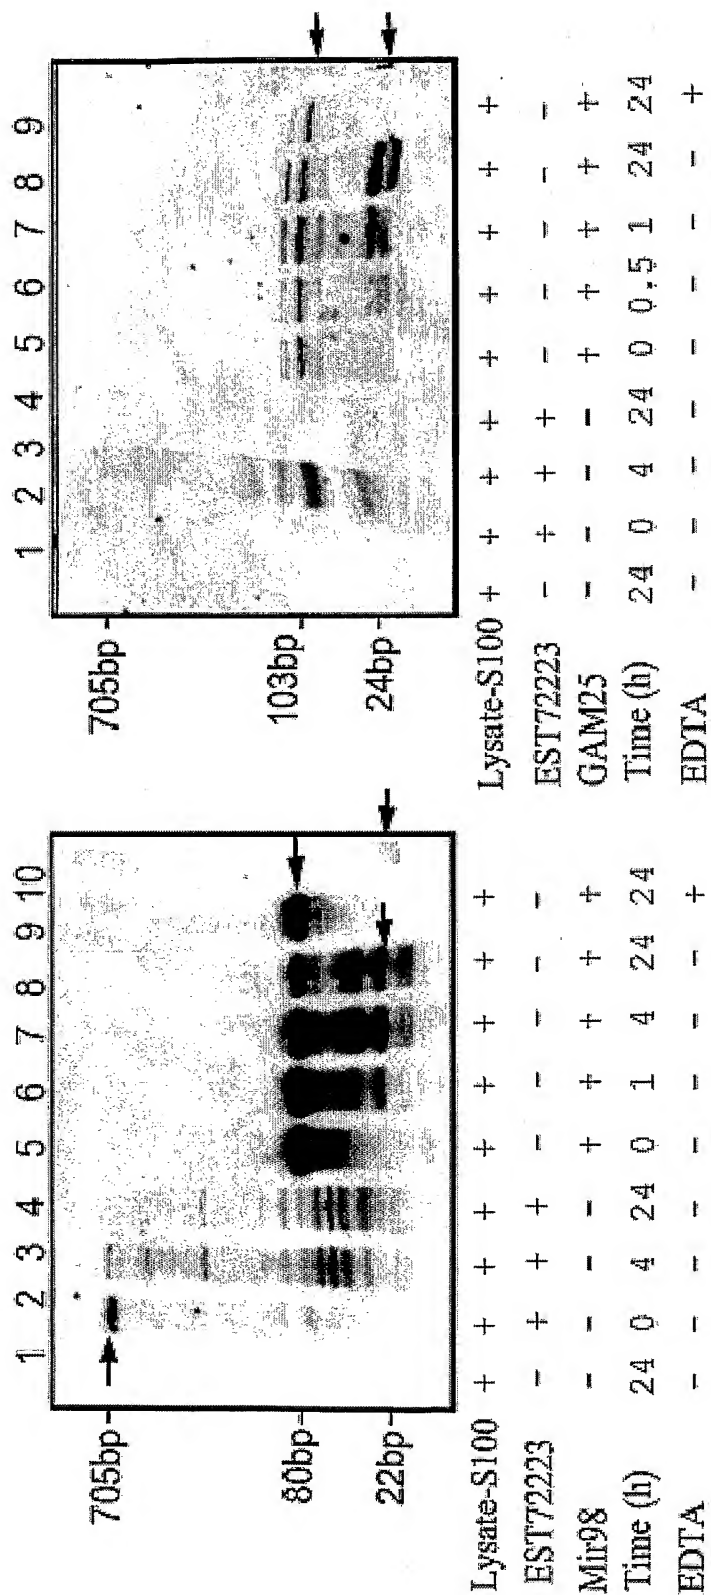 1 2 3 4 5 6 7 8 9 10
705bp
80bp
22bp
Lysate-S100 + + + + + + + + +
EST72223 - + + + - - - - -
Mir98 - - - - + + + + +
Time (h) 24 0 4 24 0 1 4 24 24
EDTA - - - - - - - - +
1 2 3 4 5 6 7 8 9
705bp
103bp
24bp
Lysate-S100 + + + + + + + + +
EST72223 - + + + - - - - -
GAM25 - - - - + + + + +
Time (h) 24 0 4 24 0 0.5 1 24 24
EDTA - - - - - - - - +